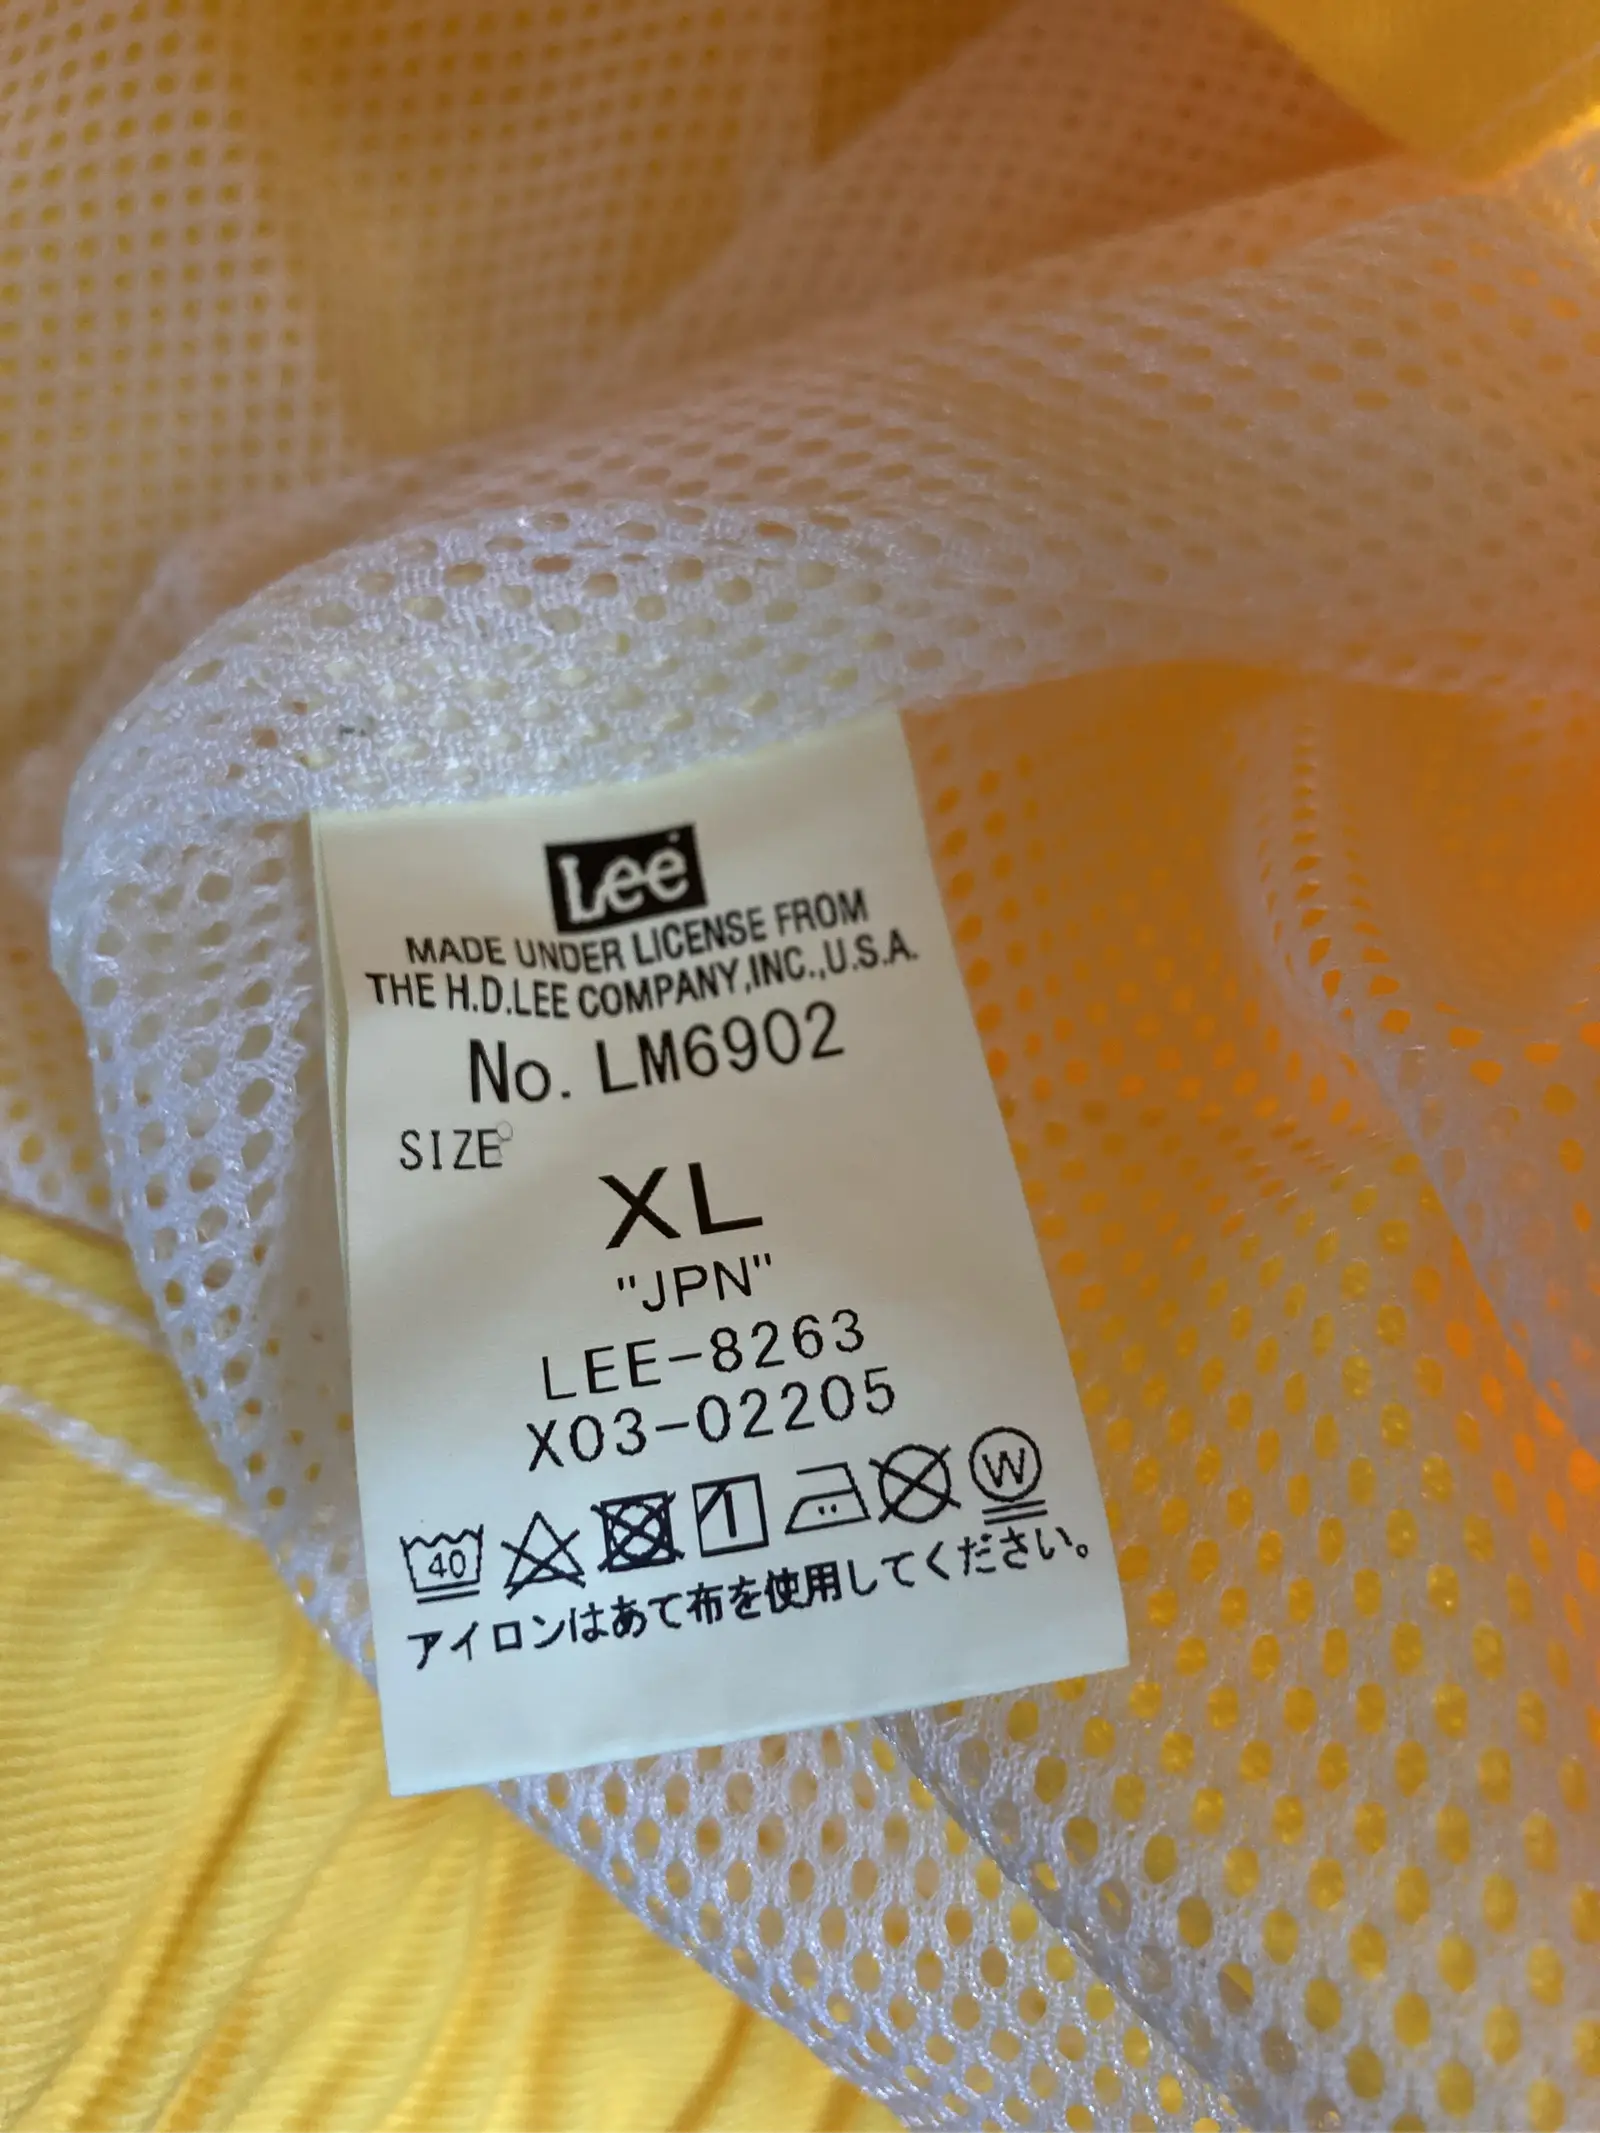 Lee
MADE UNDER LICENSE FROM
THE H.D.LEE COMPANY,INC.,U.S.A.
No. LM6902
SIZE
XL
"JPN"
LEE-8263
X03-02205
40 W
アイロンはあて布を使用してください。